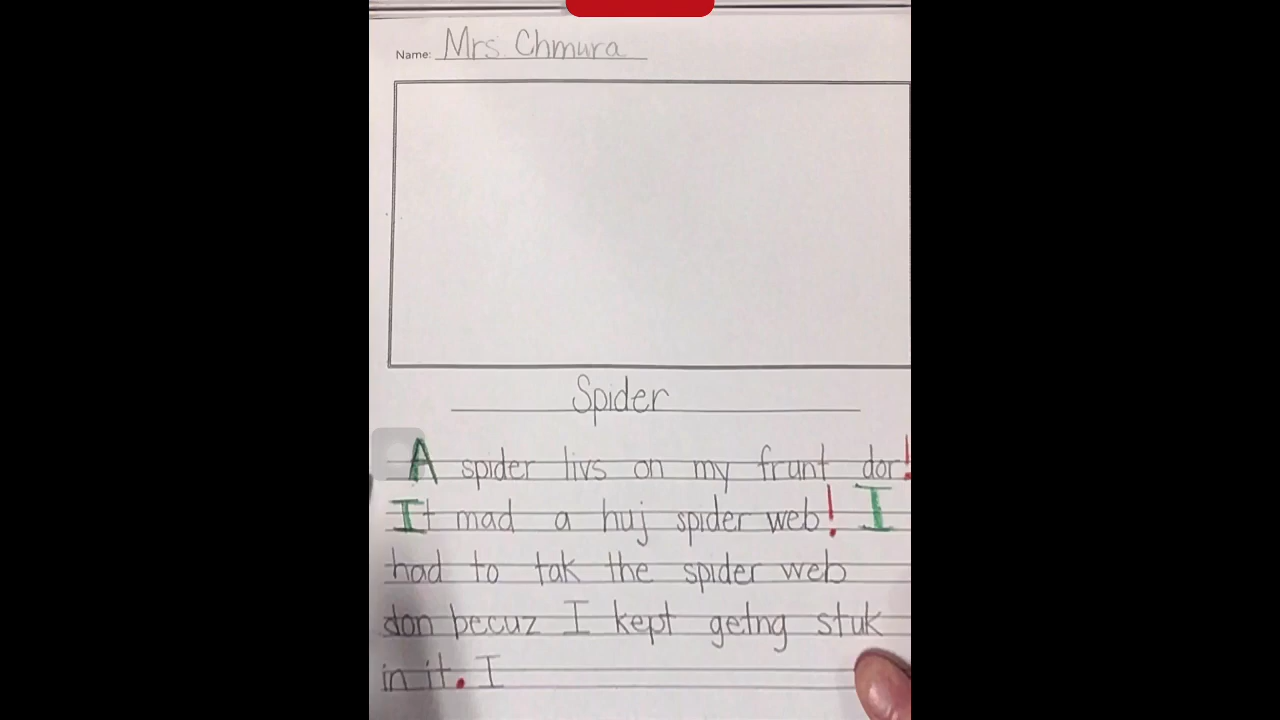 Name: Mrs. Chmura
Spider
A spider livs on my frunt dor!
It mad a huj spider web! I
had to tak the spider web
don becuz I kept getng stuk
in it. I